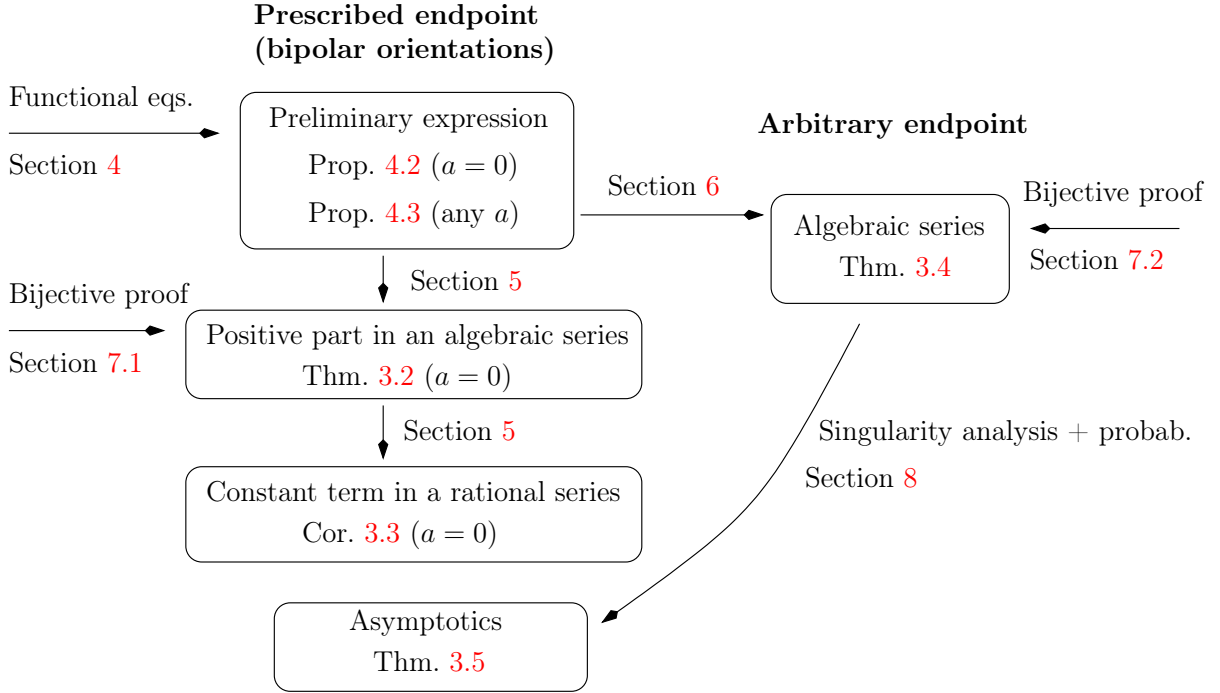 Prescribed endpoint
(bipolar orientations)
Functional eqs.
Section 4
Preliminary expression
Prop. 4.2 (a = 0)
Prop. 4.3 (any a)
Arbitrary endpoint
Section 6
Algebraic series
Thm. 3.4
Bijective proof
Section 7.2
Section 5
Bijective proof
Section 7.1
Positive part in an algebraic series
Thm. 3.2 (a = 0)
Section 5
Singularity analysis + probab.
Section 8
Constant term in a rational series
Cor. 3.3 (a = 0)
Asymptotics
Thm. 3.5